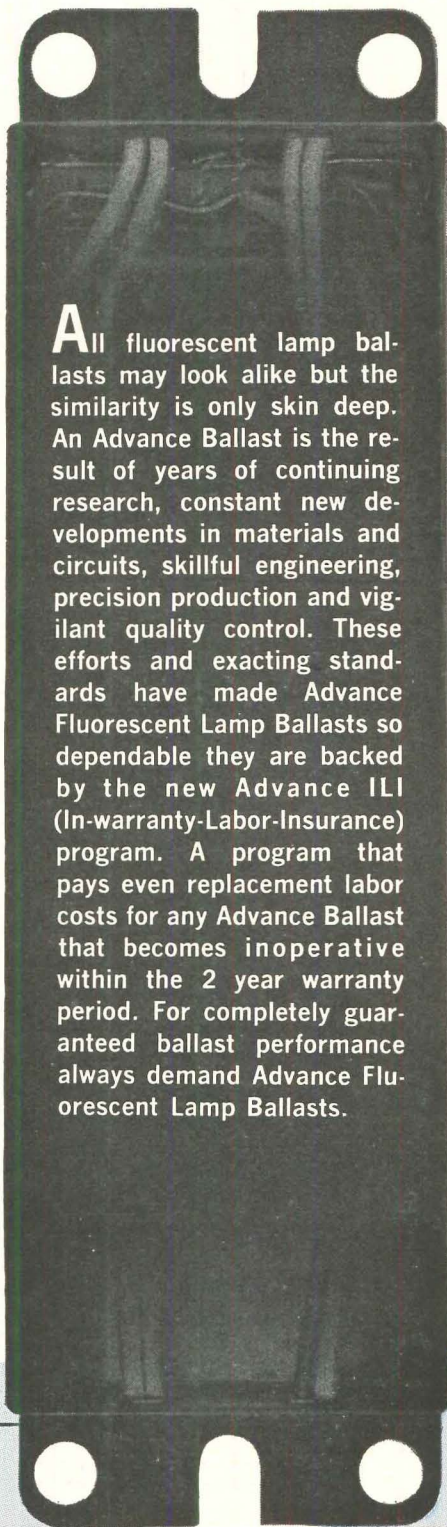 All fluorescent lamp bal-
lasts may look alike but the
similarity is only skin deep.
An Advance Ballast is the re-
sult of years of continuing
research, constant new de-
velopments in materials and
circuits, skillful engineering,
precision production and vig-
ilant quality control. These
efforts and exacting stand-
ards have made Advance
Fluorescent Lamp Ballasts so
dependable they are backed
by the new Advance ILI
(In-warranty-Labor-Insurance)
program. A program that
pays even replacement labor
costs for any Advance Ballast
that becomes inoperative
within the 2 year warranty
period. For completely guar-
anteed ballast performance
always demand Advance Flu-
orescent Lamp Ballasts.